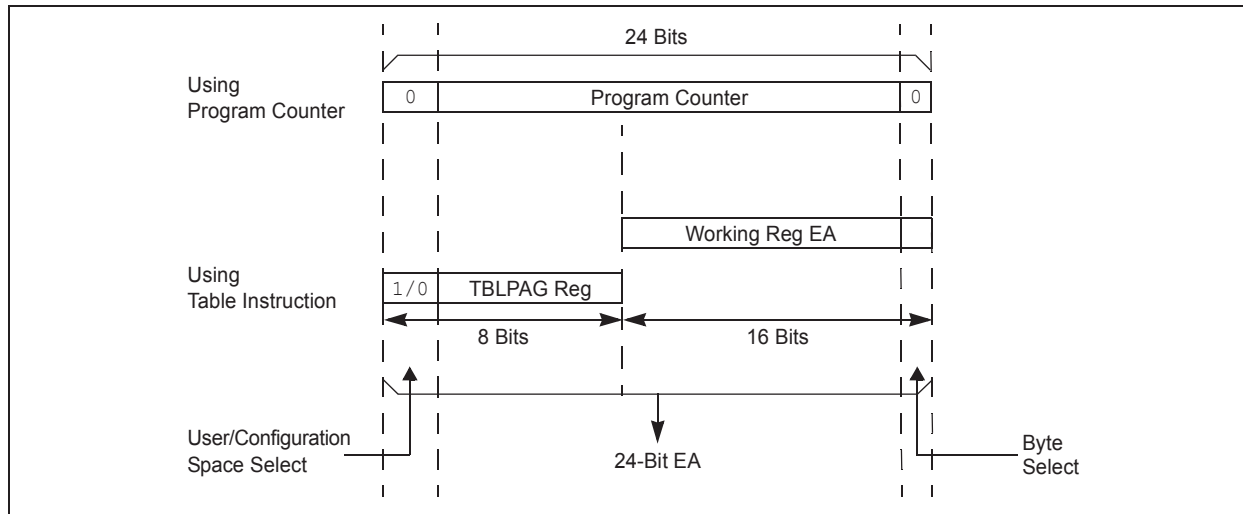 24 Bits
Using
Program Counter
0
Program Counter
0
Working Reg EA
Using
Table Instruction
1/0
TBLPAG Reg
8 Bits
16 Bits
User/Configuration
Space Select
24-Bit EA
Byte
Select